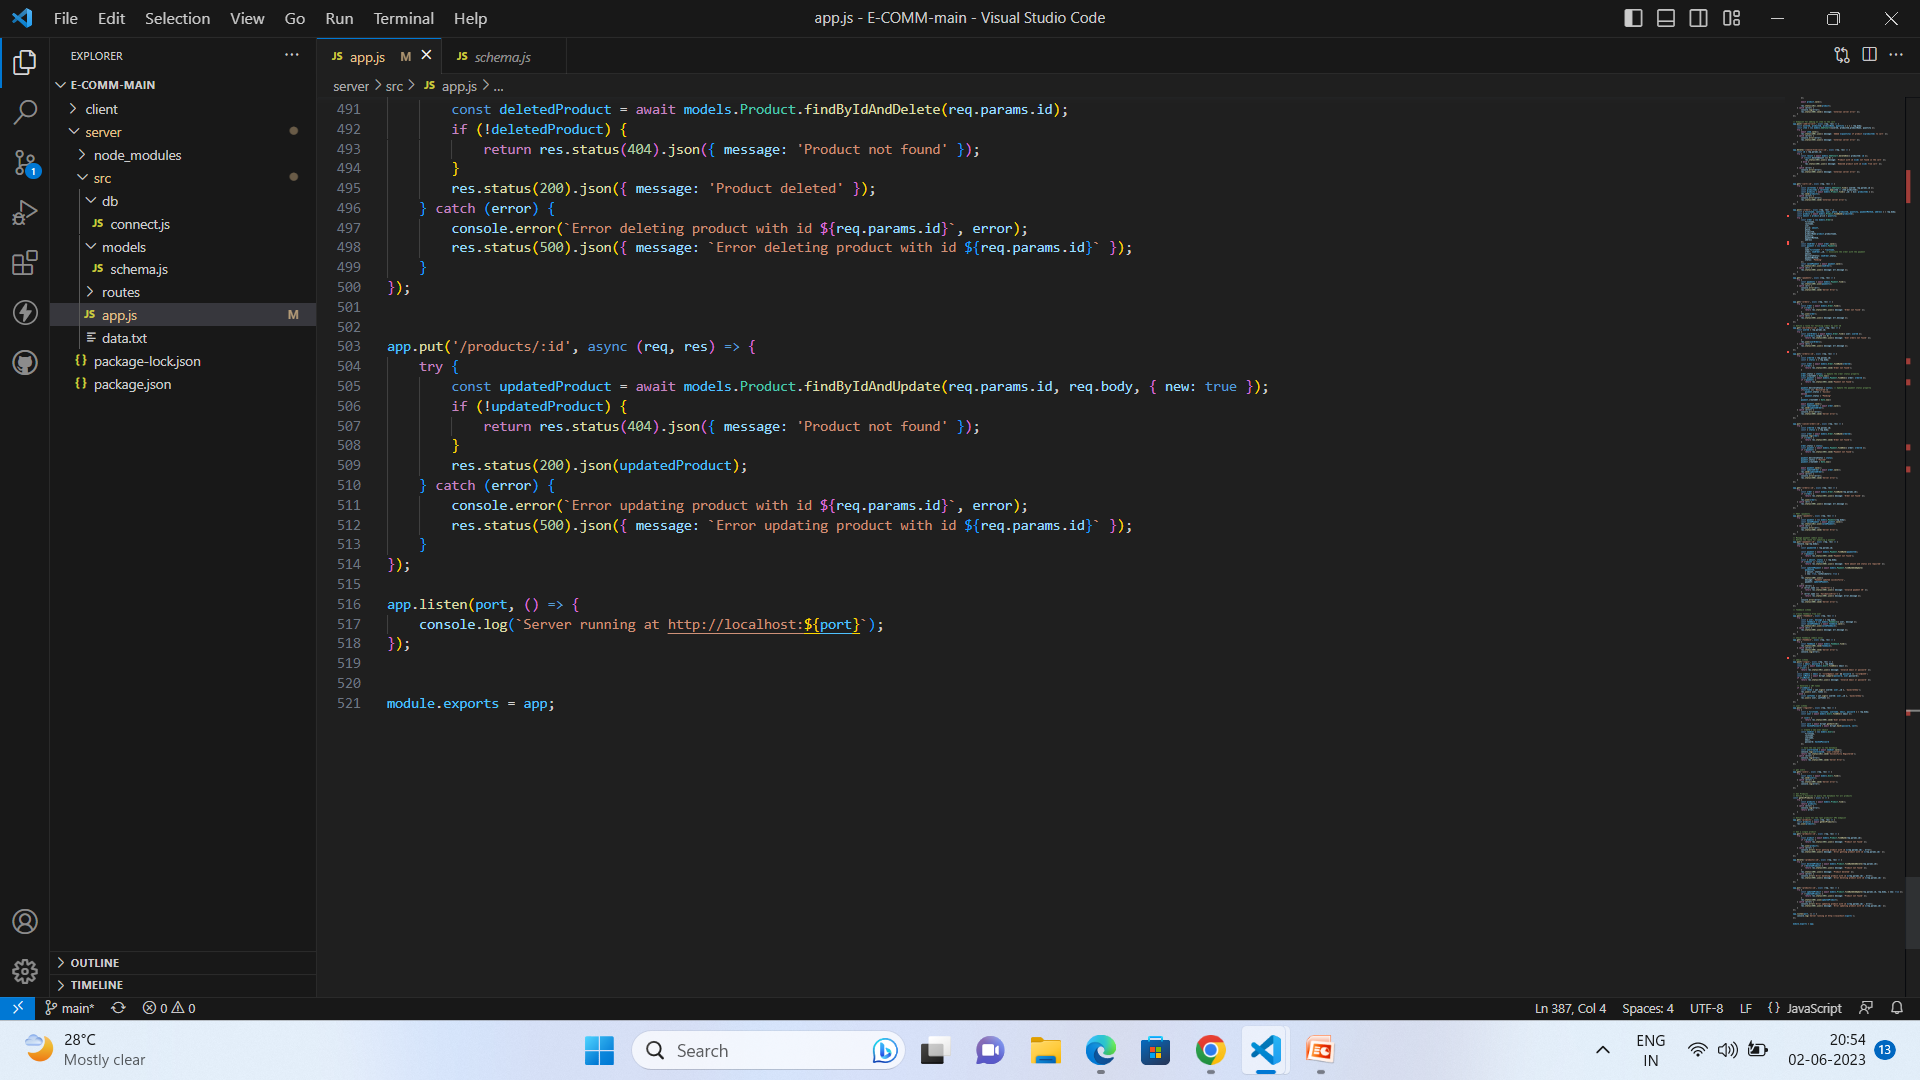 File Edit Selection View Go Run Terminal Help
app.js - E-COMM-main - Visual Studio Code
EXPLORER
E-COMM-MAIN
client
server
node_modules
src
db
JS connect.js
models
JS schema.js
routes
JS app.js M
data.txt
{} package-lock.json
{} package.json
OUTLINE
TIMELINE
1
JS app.js M
JS schema.js
server > src > JS app.js > ...
491 const deletedProduct = await models.Product.findByIdAndDelete(req.params.id);
492 if (!deletedProduct) {
493 return res.status(404).json({ message: 'Product not found' });
494 }
495 res.status(200).json({ message: 'Product deleted' });
496 } catch (error) {
497 console.error(`Error deleting product with id ${req.params.id}`, error);
498 res.status(500).json({ message: `Error deleting product with id ${req.params.id}` });
499 }
500 });
501
502
503 app.put('/products/:id', async (req, res) => {
504 try {
505 const updatedProduct = await models.Product.findByIdAndUpdate(req.params.id, req.body, { new: true });
506 if (!updatedProduct) {
507 return res.status(404).json({ message: 'Product not found' });
508 }
509 res.status(200).json(updatedProduct);
510 } catch (error) {
511 console.error(`Error updating product with id ${req.params.id}`, error);
512 res.status(500).json({ message: `Error updating product with id ${req.params.id}` });
513 }
514 });
515
516 app.listen(port, () => {
517 console.log(`Server running at http://localhost:${port}`);
518 });
519
520
521 module.exports = app;
main* 0 0
Ln 387, Col 4 Spaces: 4 UTF-8 LF {} JavaScript
28°C
Mostly clear
Search
ENG
IN
20:54
02-06-2023
13